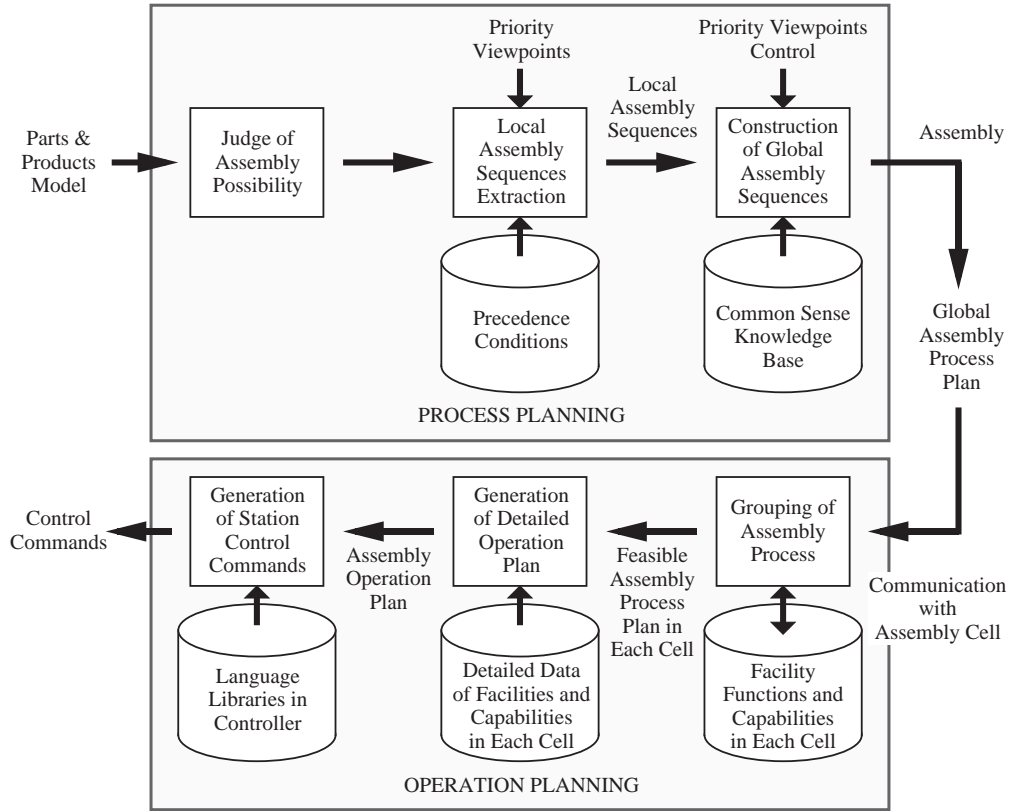 Priority
Viewpoints
Priority Viewpoints
Control
Parts &
Products
Model
Judge of
Assembly
Possibility
Local
Assembly
Sequences
Extraction
Local
Assembly
Sequences
Construction
of Global
Assembly
Sequences
Assembly
Precedence
Conditions
Common Sense
Knowledge
Base
Global
Assembly
Process
Plan
PROCESS PLANNING
Control
Commands
Generation
of Station
Control
Commands
Assembly
Operation
Plan
Generation
of Detailed
Operation
Plan
Feasible
Assembly
Process
Plan in
Each Cell
Grouping of
Assembly
Process
Communication
with
Assembly Cell
Language
Libraries in
Controller
Detailed Data
of Facilities and
Capabilities
in Each Cell
Facility
Functions and
Capabilities
in Each Cell
OPERATION PLANNING